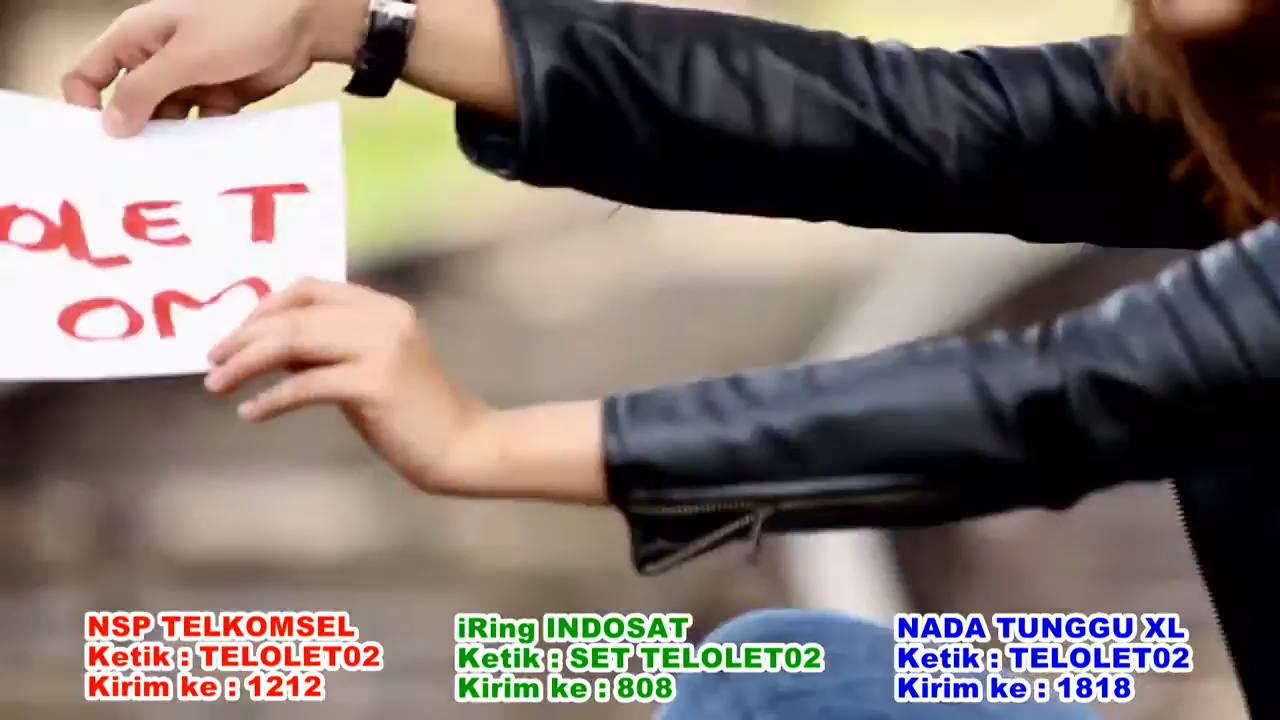 OLET
OM
NSP TELKOMSEL
Ketik : TELOLET02
Kirim ke : 1212
iRing INDOSAT
Ketik : SET TELOLET02
Kirim ke : 808
NADA TUNGGU XL
Ketik : TELOLET02
Kirim ke : 1818